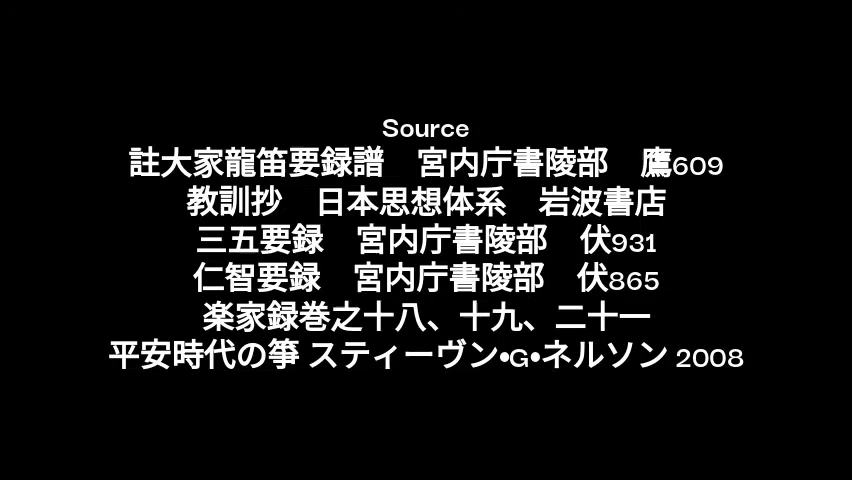 Source
註大家龍笛要録譜　宮内庁書陵部　鷹609
教訓抄　日本思想体系　岩波書店
三五要録　宮内庁書陵部　伏931
仁智要録　宮内庁書陵部　伏865
楽家録巻之十八、十九、二十一
平安時代の箏 スティーヴン•G•ネルソン 2008